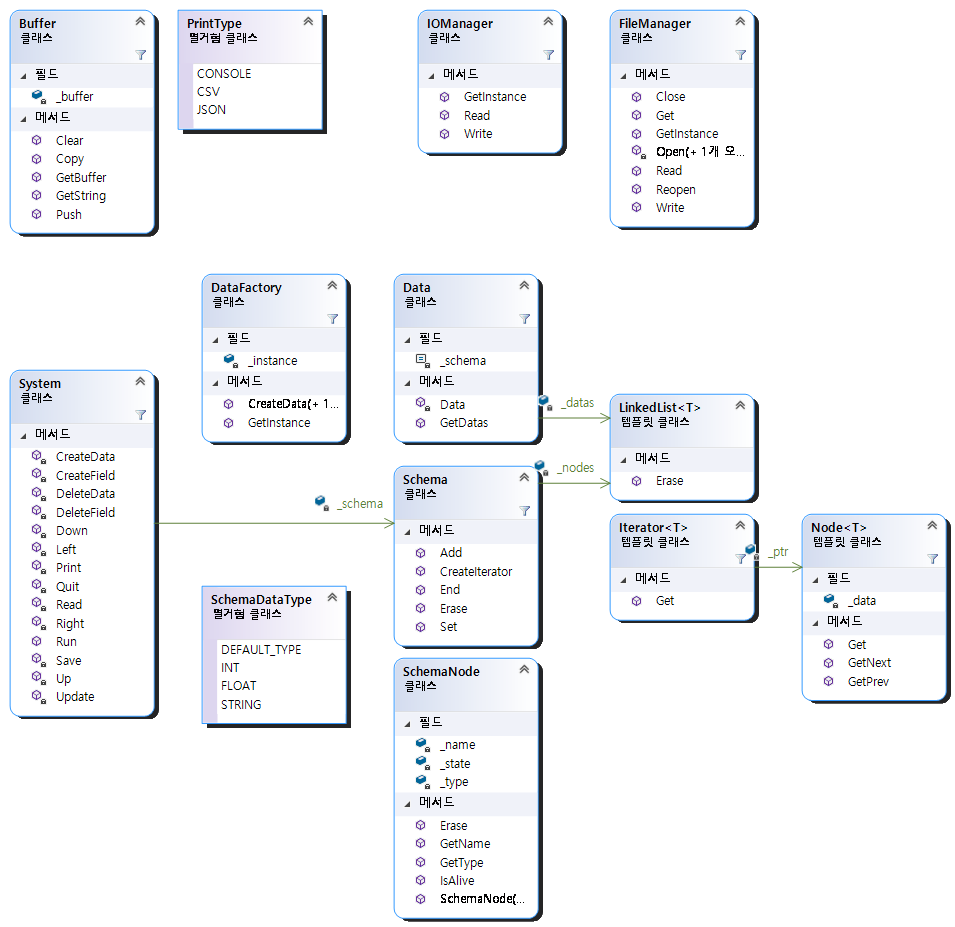 Buffer
클래스
필드
_buffer
메서드
Clear
Copy
GetBuffer
GetString
Push
PrintType
열거형 클래스
CONSOLE
CSV
JSON
IOManager
클래스
메서드
GetInstance
Read
Write
FileManager
클래스
메서드
Close
Get
GetInstance
Open(+ 1개 오...
Read
Reopen
Write
DataFactory
클래스
필드
_instance
메서드
CreateData(+ 1...
GetInstance
Data
클래스
필드
_schema
메서드
Data
GetDatas
_datas
LinkedList<T>
템플릿 클래스
메서드
Erase
System
클래스
메서드
CreateData
CreateField
DeleteData
DeleteField
Down
Left
Print
Quit
Read
Right
Run
Save
Up
Update
_schema
Schema
클래스
메서드
Add
CreateIterator
End
Erase
Set
_nodes
Iterator<T>
템플릿 클래스
메서드
Get
_ptr
Node<T>
템플릿 클래스
필드
_data
메서드
Get
GetNext
GetPrev
SchemaDataType
열거형 클래스
DEFAULT_TYPE
INT
FLOAT
STRING
SchemaNode
클래스
필드
_name
_state
_type
메서드
Erase
GetName
GetType
IsAlive
SchemaNode(...